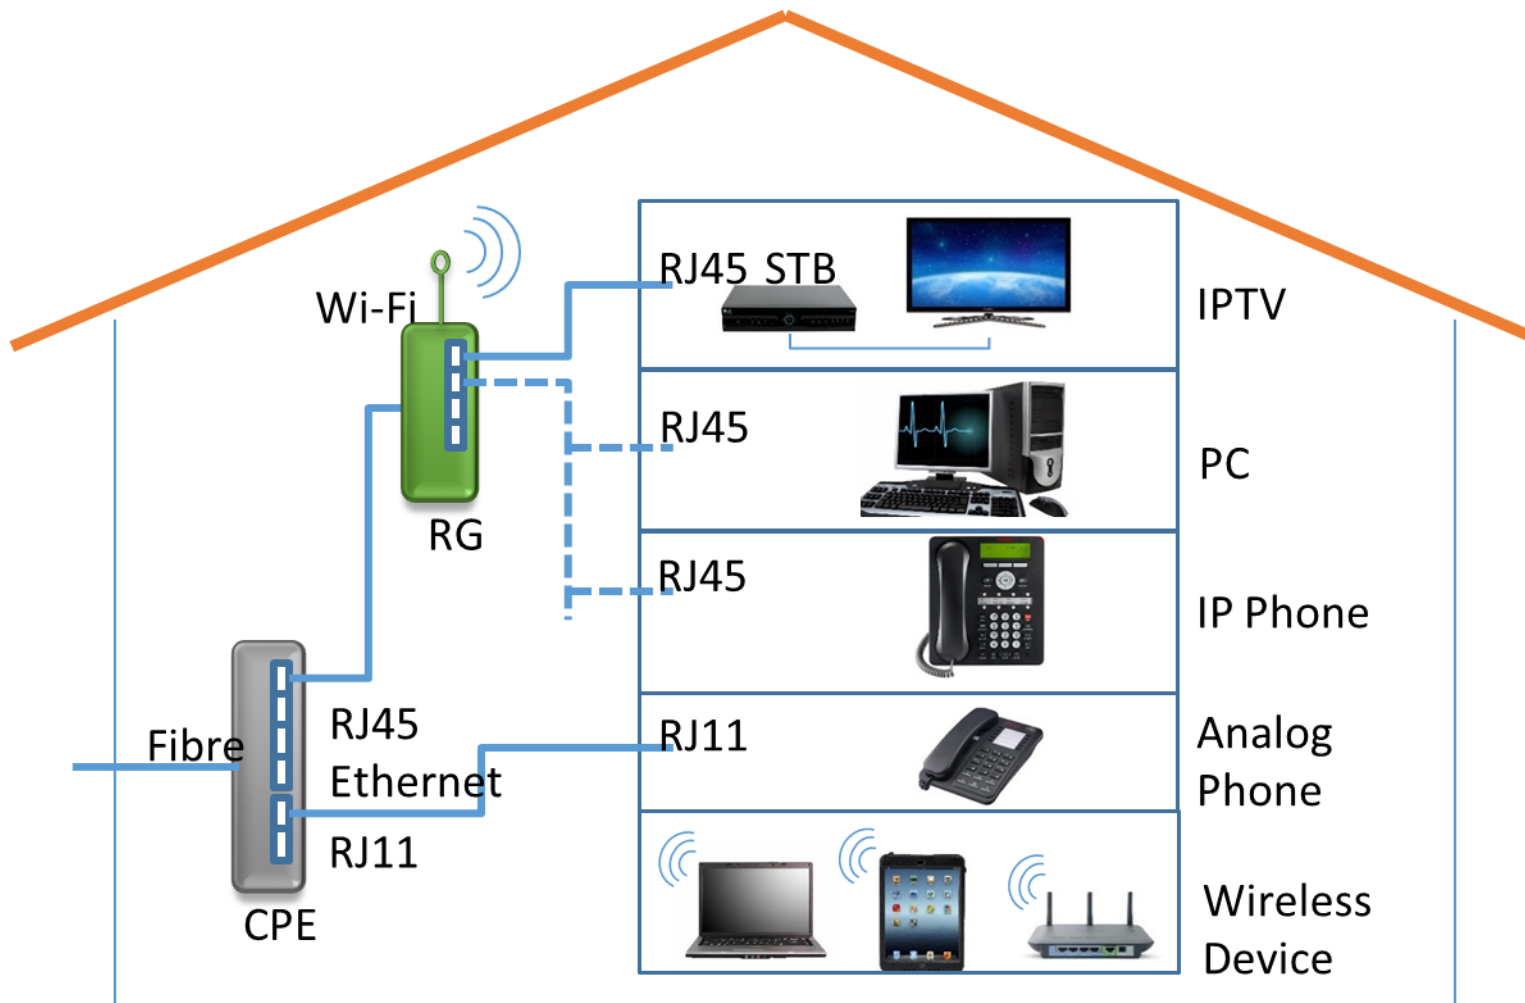 RJ45 STB
IPTV
Wi-Fi
RJ45
PC
RG
RJ45
IP Phone
Fibre
RJ45
Ethernet
RJ11
CPE
RJ11
Analog
Phone
Wireless
Device